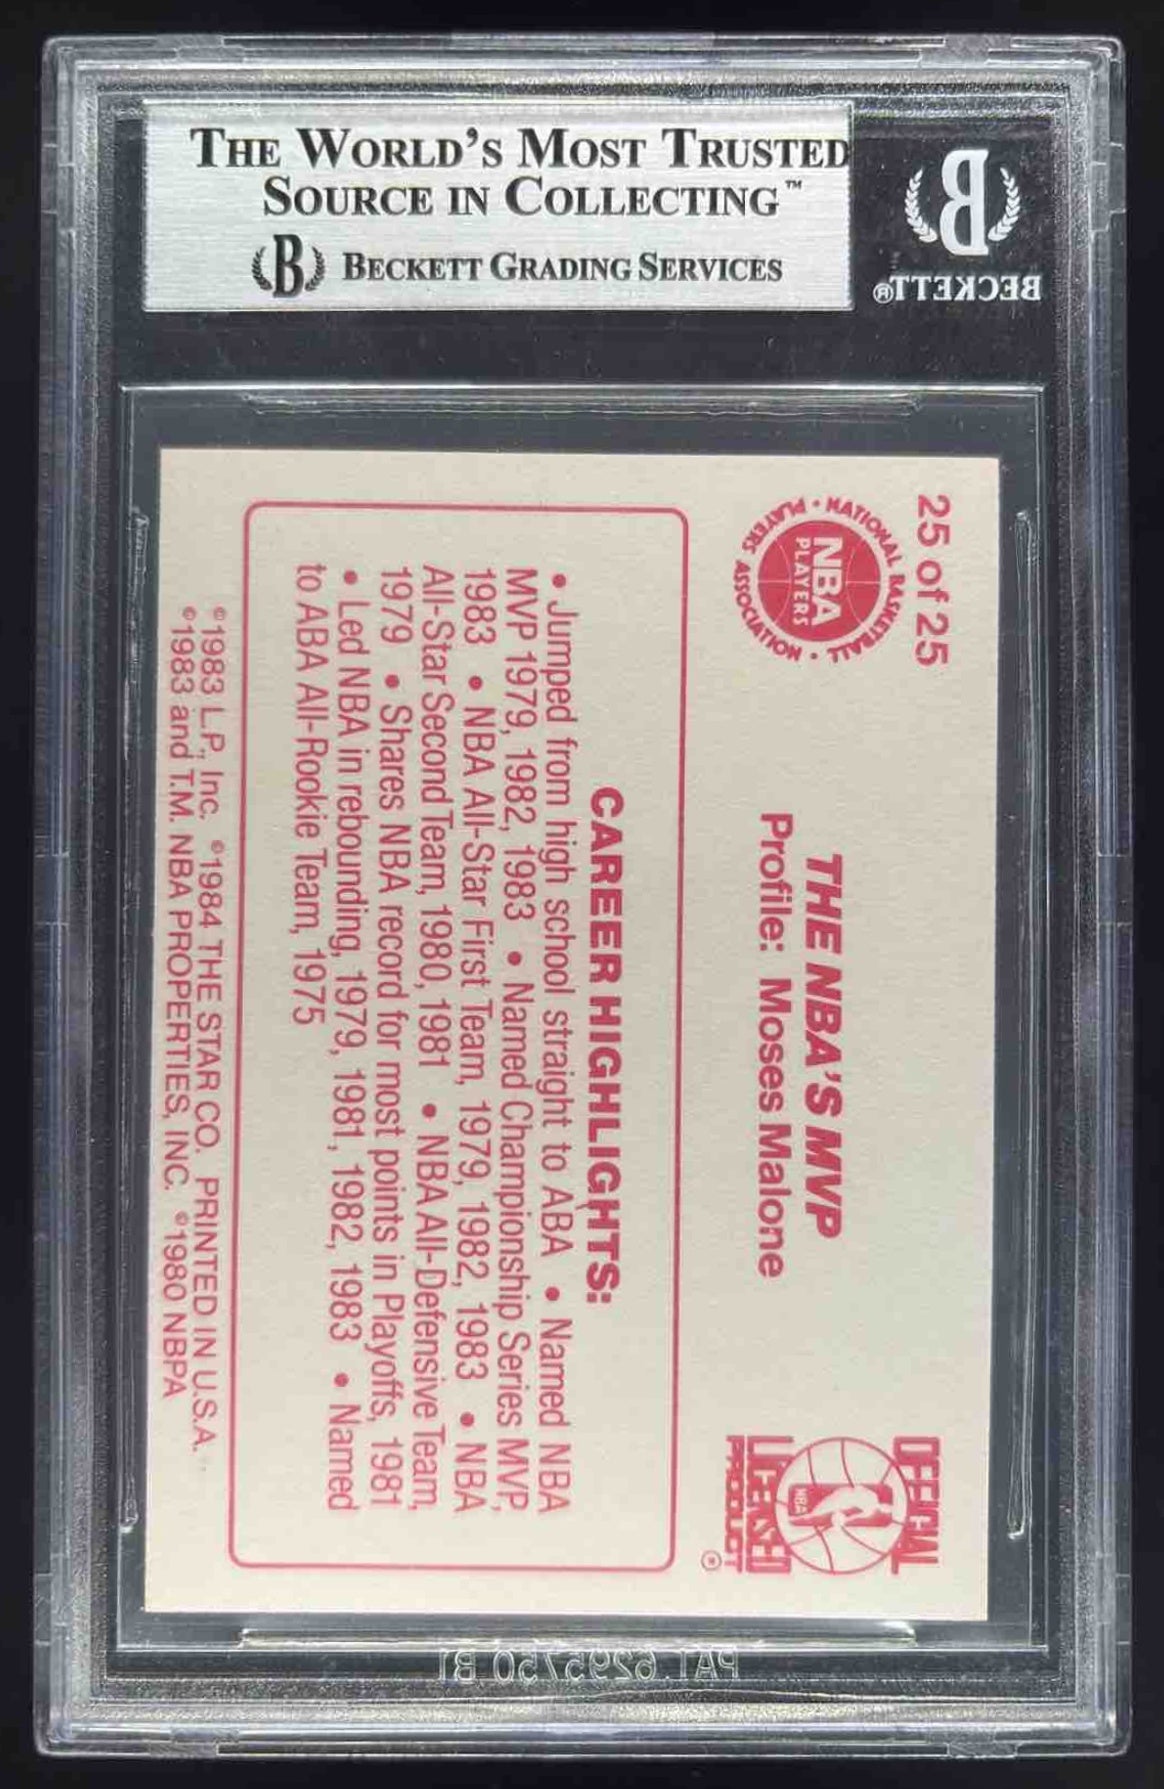 THE WORLD'S MOST TRUSTED
SOURCE IN COLLECTING™
B BECKETT GRADING SERVICES
B
BECKETT®
25 of 25
NATIONAL BASKETBALL PLAYERS ASSOCIATION
NBA
PLAYERS
THE NBA'S MVP
Profile: Moses Malone
OFFICIAL
NBA
LICENSED
PRODUCT
®
CAREER HIGHLIGHTS:
• Jumped from high school straight to ABA • Named NBA
MVP 1979, 1982, 1983 • Named Championship Series MVP,
1983 • NBA All-Star First Team, 1979, 1982, 1983 • NBA
All-Star Second Team, 1980, 1981 • NBA All-Defensive Team,
1979 • Shares NBA record for most points in Playoffs, 1981
• Led NBA in rebounding, 1979, 1981, 1982, 1983 • Named
to ABA All-Rookie Team, 1975
©1983 L.P., Inc. ©1984 THE STAR CO. PRINTED IN U.S.A.
©1983 and T.M. NBA PROPERTIES, INC. ©1980 NBPA
PAT. 6295750 B1